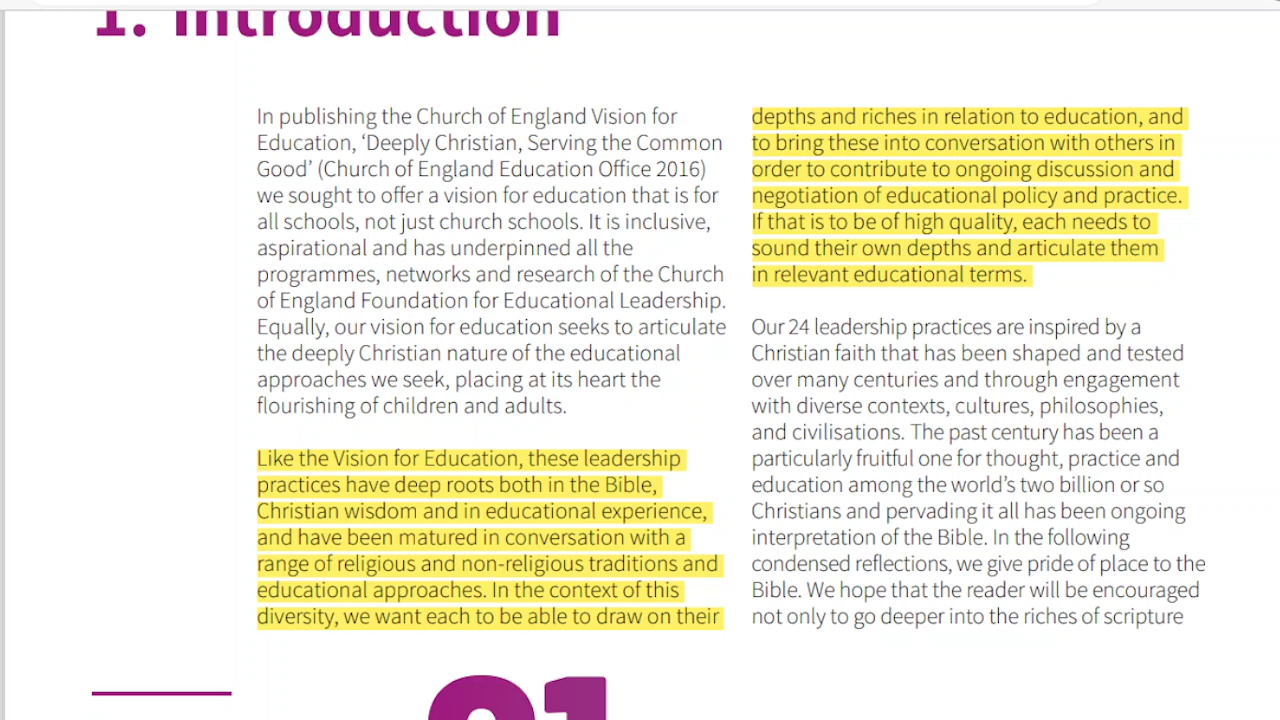 1. Introduction
In publishing the Church of England Vision for
Education, ‘Deeply Christian, Serving the Common
Good’ (Church of England Education Office 2016)
we sought to offer a vision for education that is for
all schools, not just church schools. It is inclusive,
aspirational and has underpinned all the
programmes, networks and research of the Church
of England Foundation for Educational Leadership.
Equally, our vision for education seeks to articulate
the deeply Christian nature of the educational
approaches we seek, placing at its heart the
flourishing of children and adults.
Like the Vision for Education, these leadership
practices have deep roots both in the Bible,
Christian wisdom and in educational experience,
and have been matured in conversation with a
range of religious and non-religious traditions and
educational approaches. In the context of this
diversity, we want each to be able to draw on their
depths and riches in relation to education, and
to bring these into conversation with others in
order to contribute to ongoing discussion and
negotiation of educational policy and practice.
If that is to be of high quality, each needs to
sound their own depths and articulate them
in relevant educational terms.
Our 24 leadership practices are inspired by a
Christian faith that has been shaped and tested
over many centuries and through engagement
with diverse contexts, cultures, philosophies,
and civilisations. The past century has been a
particularly fruitful one for thought, practice and
education among the world’s two billion or so
Christians and pervading it all has been ongoing
interpretation of the Bible. In the following
condensed reflections, we give pride of place to the
Bible. We hope that the reader will be encouraged
not only to go deeper into the riches of scripture